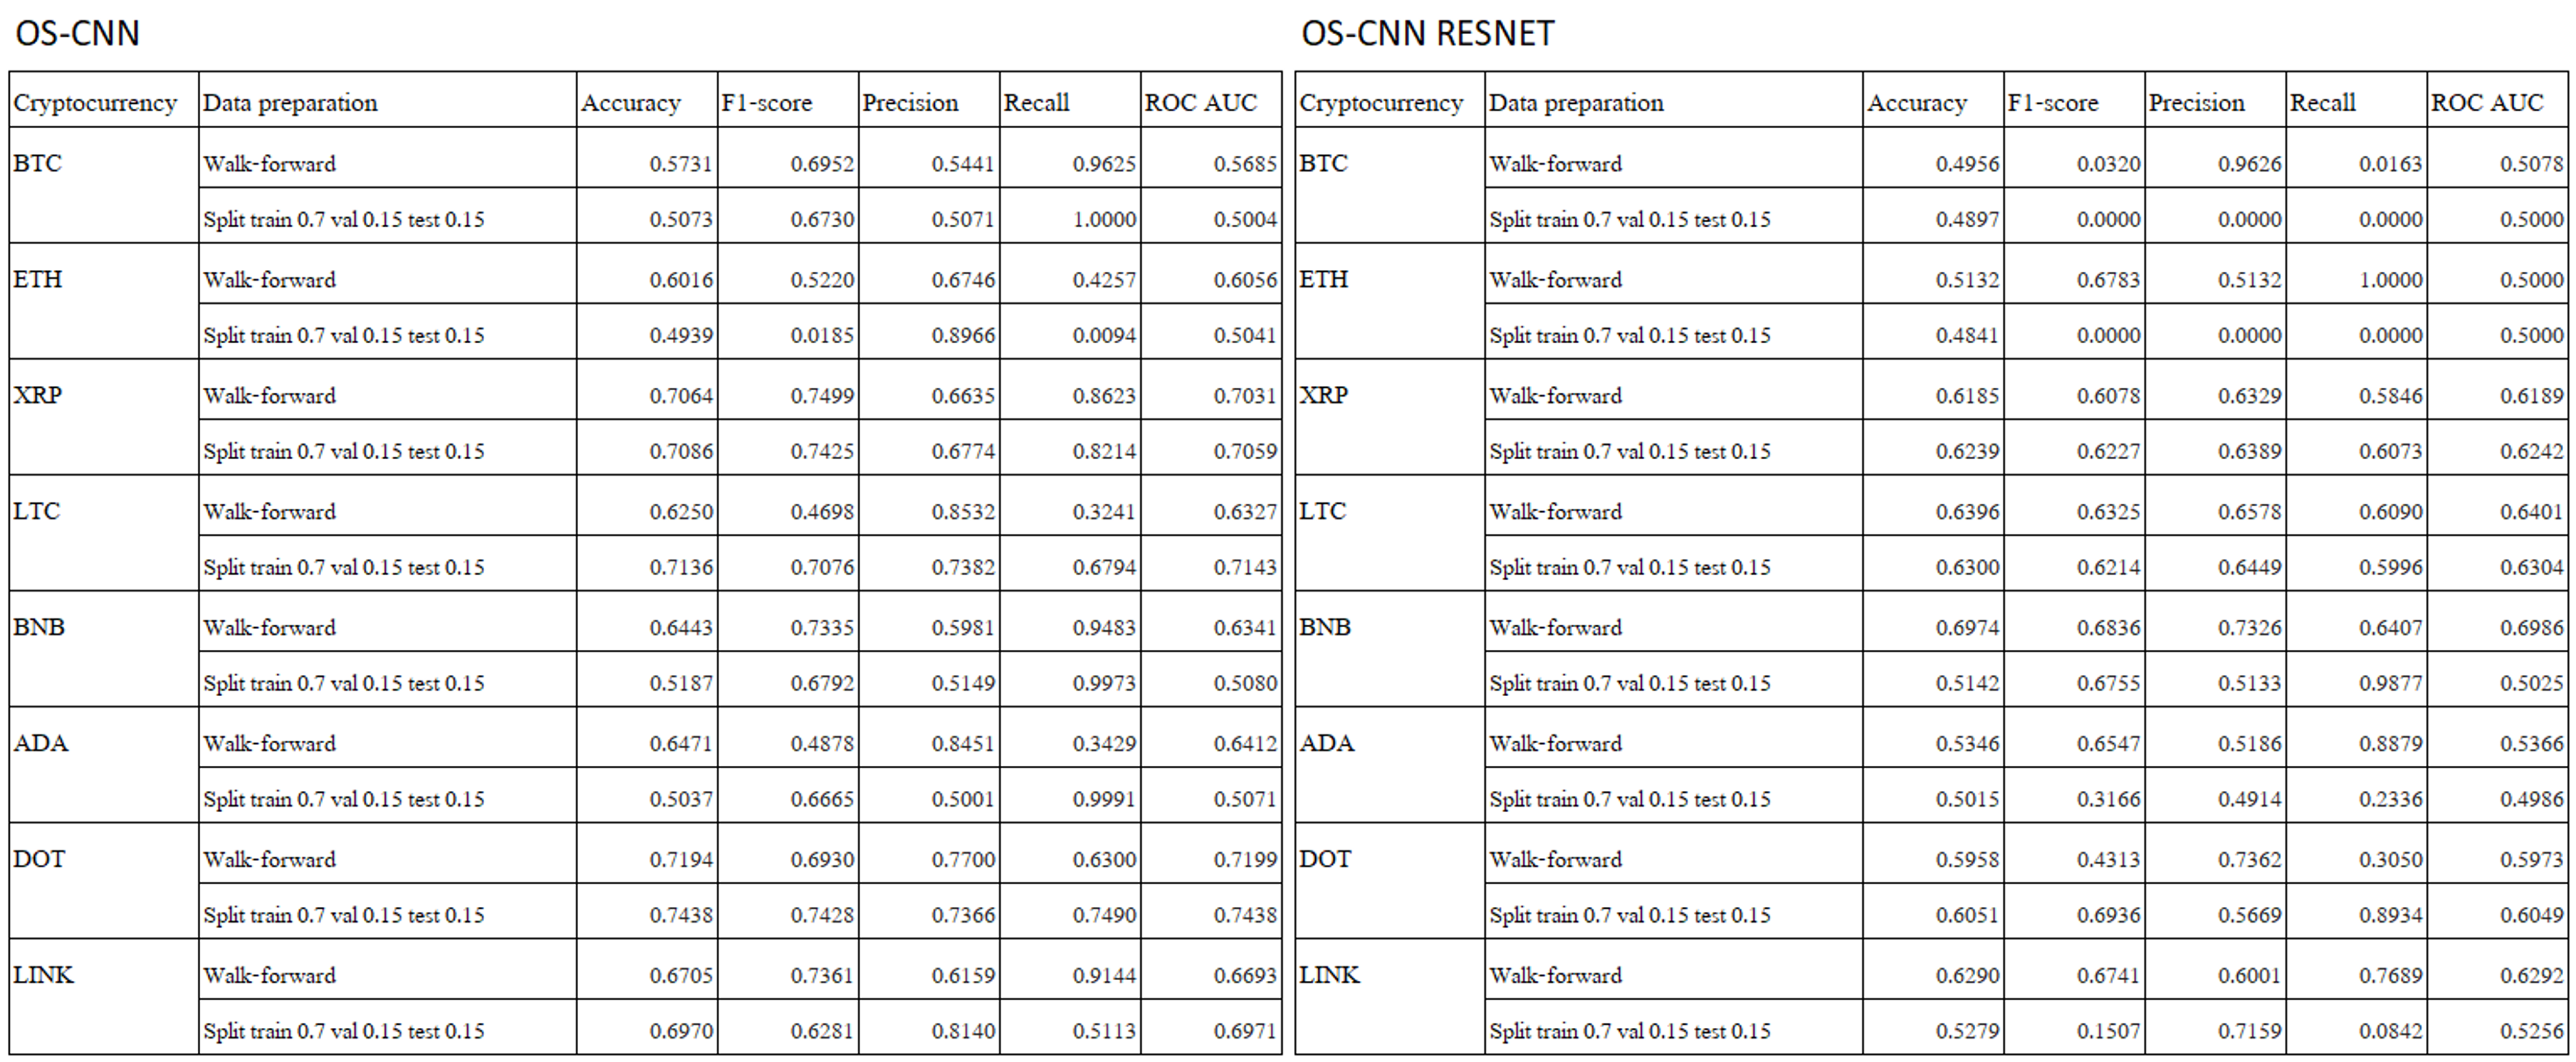 OS-CNN
Cryptocurrency Data preparation Accuracy F1-score Precision Recall ROC AUC
BTC Walk-forward 0.5731 0.6952 0.5441 0.9625 0.5685
Split train 0.7 val 0.15 test 0.15 0.5073 0.6730 0.5071 1.0000 0.5004
ETH Walk-forward 0.6016 0.5220 0.6746 0.4257 0.6056
Split train 0.7 val 0.15 test 0.15 0.4939 0.0185 0.8966 0.0094 0.5041
XRP Walk-forward 0.7064 0.7499 0.6635 0.8623 0.7031
Split train 0.7 val 0.15 test 0.15 0.7086 0.7425 0.6774 0.8214 0.7059
LTC Walk-forward 0.6250 0.4698 0.8532 0.3241 0.6327
Split train 0.7 val 0.15 test 0.15 0.7136 0.7076 0.7382 0.6794 0.7143
BNB Walk-forward 0.6443 0.7335 0.5981 0.9483 0.6341
Split train 0.7 val 0.15 test 0.15 0.5187 0.6792 0.5149 0.9973 0.5080
ADA Walk-forward 0.6471 0.4878 0.8451 0.3429 0.6412
Split train 0.7 val 0.15 test 0.15 0.5037 0.6665 0.5001 0.9991 0.5071
DOT Walk-forward 0.7194 0.6930 0.7700 0.6300 0.7199
Split train 0.7 val 0.15 test 0.15 0.7438 0.7428 0.7366 0.7490 0.7438
LINK Walk-forward 0.6705 0.7361 0.6159 0.9144 0.6693
Split train 0.7 val 0.15 test 0.15 0.6970 0.6281 0.8140 0.5113 0.6971
OS-CNN RESNET
Cryptocurrency Data preparation Accuracy F1-score Precision Recall ROC AUC
BTC Walk-forward 0.4956 0.0320 0.9626 0.0163 0.5078
Split train 0.7 val 0.15 test 0.15 0.4897 0.0000 0.0000 0.0000 0.5000
ETH Walk-forward 0.5132 0.6783 0.5132 1.0000 0.5000
Split train 0.7 val 0.15 test 0.15 0.4841 0.0000 0.0000 0.0000 0.5000
XRP Walk-forward 0.6185 0.6078 0.6329 0.5846 0.6189
Split train 0.7 val 0.15 test 0.15 0.6239 0.6227 0.6389 0.6073 0.6242
LTC Walk-forward 0.6396 0.6325 0.6578 0.6090 0.6401
Split train 0.7 val 0.15 test 0.15 0.6300 0.6214 0.6449 0.5996 0.6304
BNB Walk-forward 0.6974 0.6836 0.7326 0.6407 0.6986
Split train 0.7 val 0.15 test 0.15 0.5142 0.6755 0.5133 0.9877 0.5025
ADA Walk-forward 0.5346 0.6547 0.5186 0.8879 0.5366
Split train 0.7 val 0.15 test 0.15 0.5015 0.3166 0.4914 0.2336 0.4986
DOT Walk-forward 0.5958 0.4313 0.7362 0.3050 0.5973
Split train 0.7 val 0.15 test 0.15 0.6051 0.6936 0.5669 0.8934 0.6049
LINK Walk-forward 0.6290 0.6741 0.6001 0.7689 0.6292
Split train 0.7 val 0.15 test 0.15 0.5279 0.1507 0.7159 0.0842 0.5256